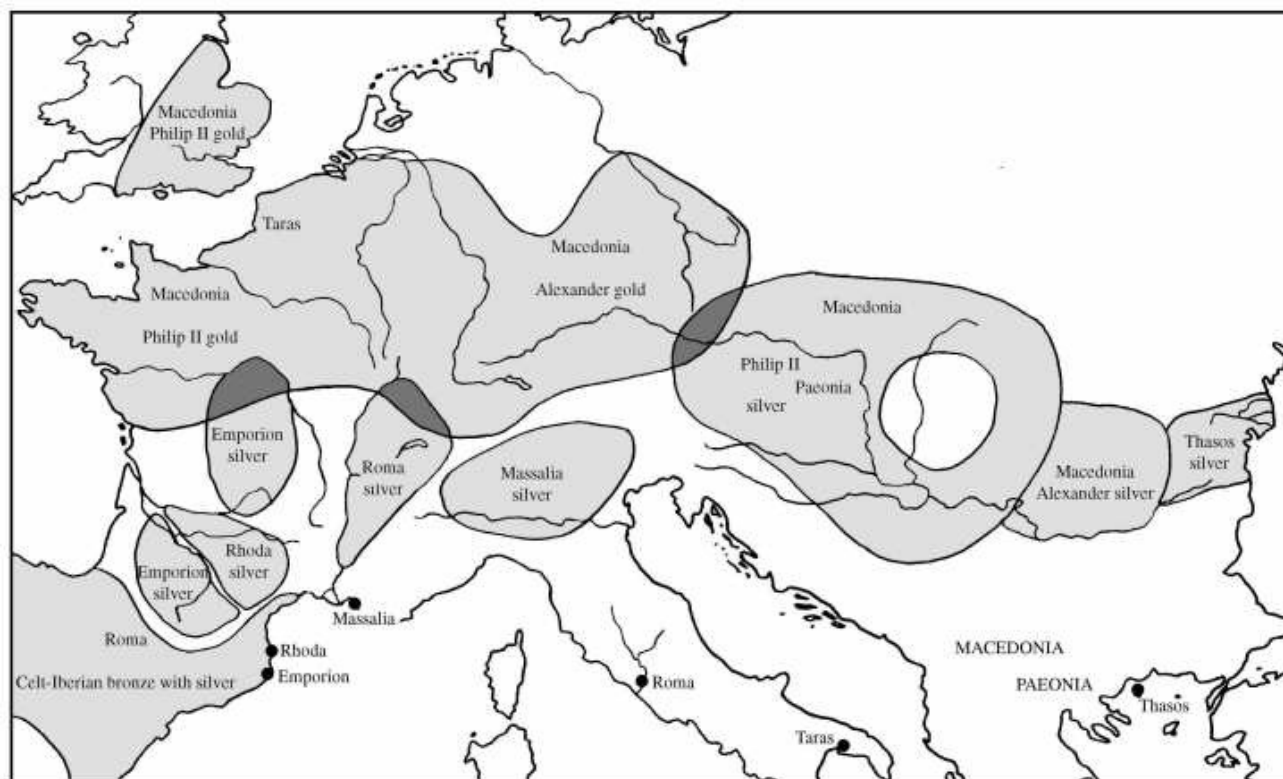 Macedonia
Philip II gold
Taras
Macedonia
Alexander gold
Macedonia
Philip II gold
Macedonia
Philip II
Paeonia
silver
Emporion
silver
Roma
silver
Massalia
silver
Macedonia
Alexander silver
Thasos
silver
Rhoda
silver
Emporion
silver
Massalia
Roma
Rhoda
Celt-Iberian bronze with silver
Emporion
Roma
MACEDONIA
PAEONIA
Thasos
Taras